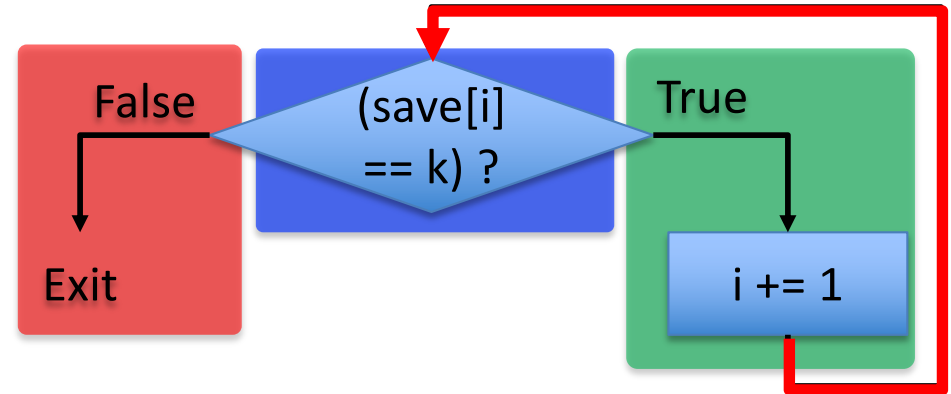 False
(save[i]
== k) ?
True
Exit
i += 1